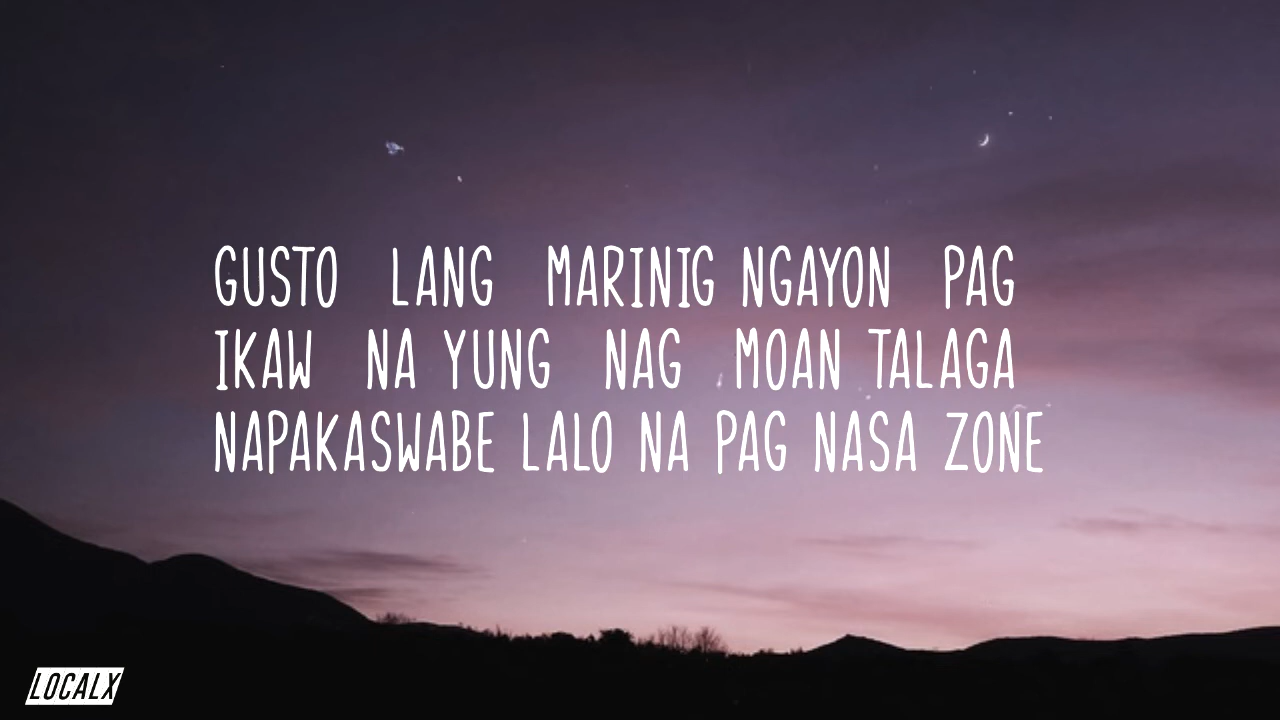 GUSTO LANG MARINIG NGAYON PAG
IKAW NA YUNG NAG MOAN TALAGA
NAPAKASWABE LALO NA PAG NASA ZONE
LOCALX